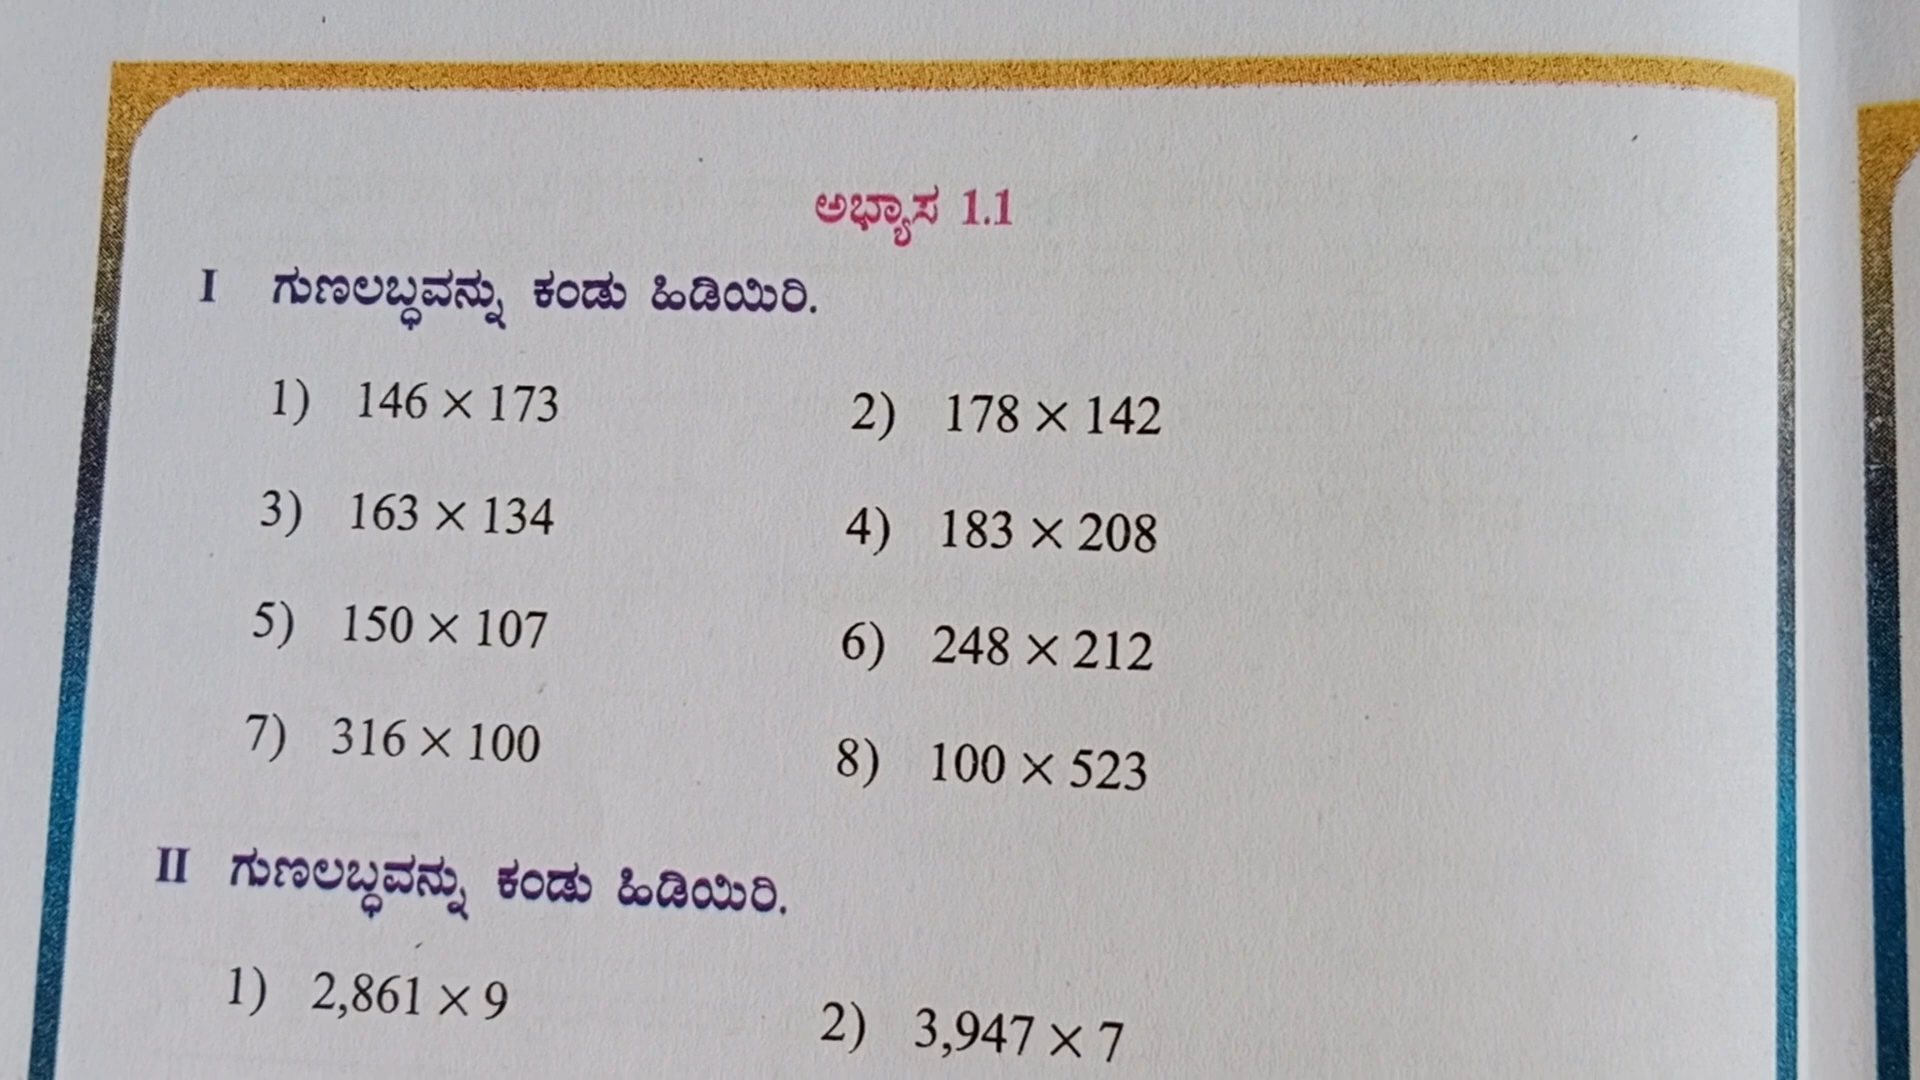 ಅಭ್ಯಾಸ 1.1
I ಗುಣಲಬ್ಧವನ್ನು ಕಂಡು ಹಿಡಿಯಿರಿ.
1) 146 × 173 2) 178 × 142
3) 163 × 134 4) 183 × 208
5) 150 × 107 6) 248 × 212
7) 316 × 100 8) 100 × 523
II ಗುಣಲಬ್ಧವನ್ನು ಕಂಡು ಹಿಡಿಯಿರಿ.
1) 2,861 × 9 2) 3,947 × 7